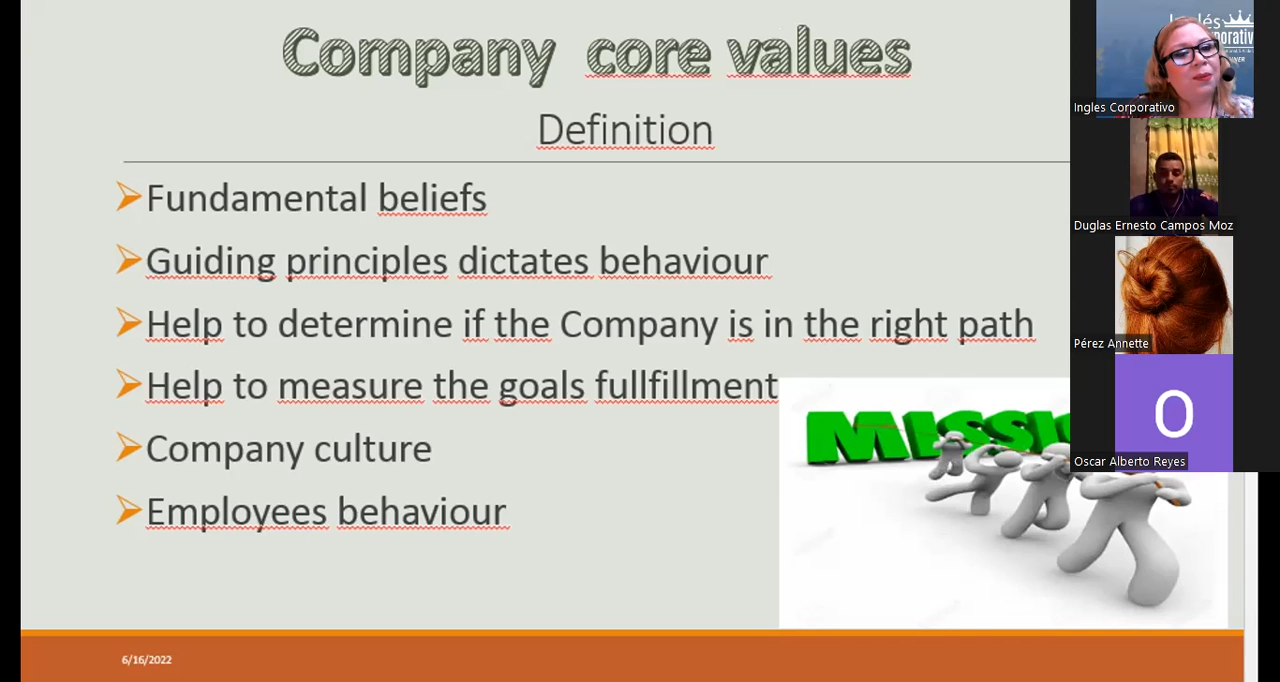 Company core values
Definition
Fundamental beliefs
Guiding principles dictates behaviour
Help to determine if the Company is in the right path
Help to measure the goals fullfillment
Company culture
Employees behaviour
MISSI
6/16/2022
Ingles Corporativo
Duglas Ernesto Campos Moz
Pérez Annette
O
Oscar Alberto Reyes